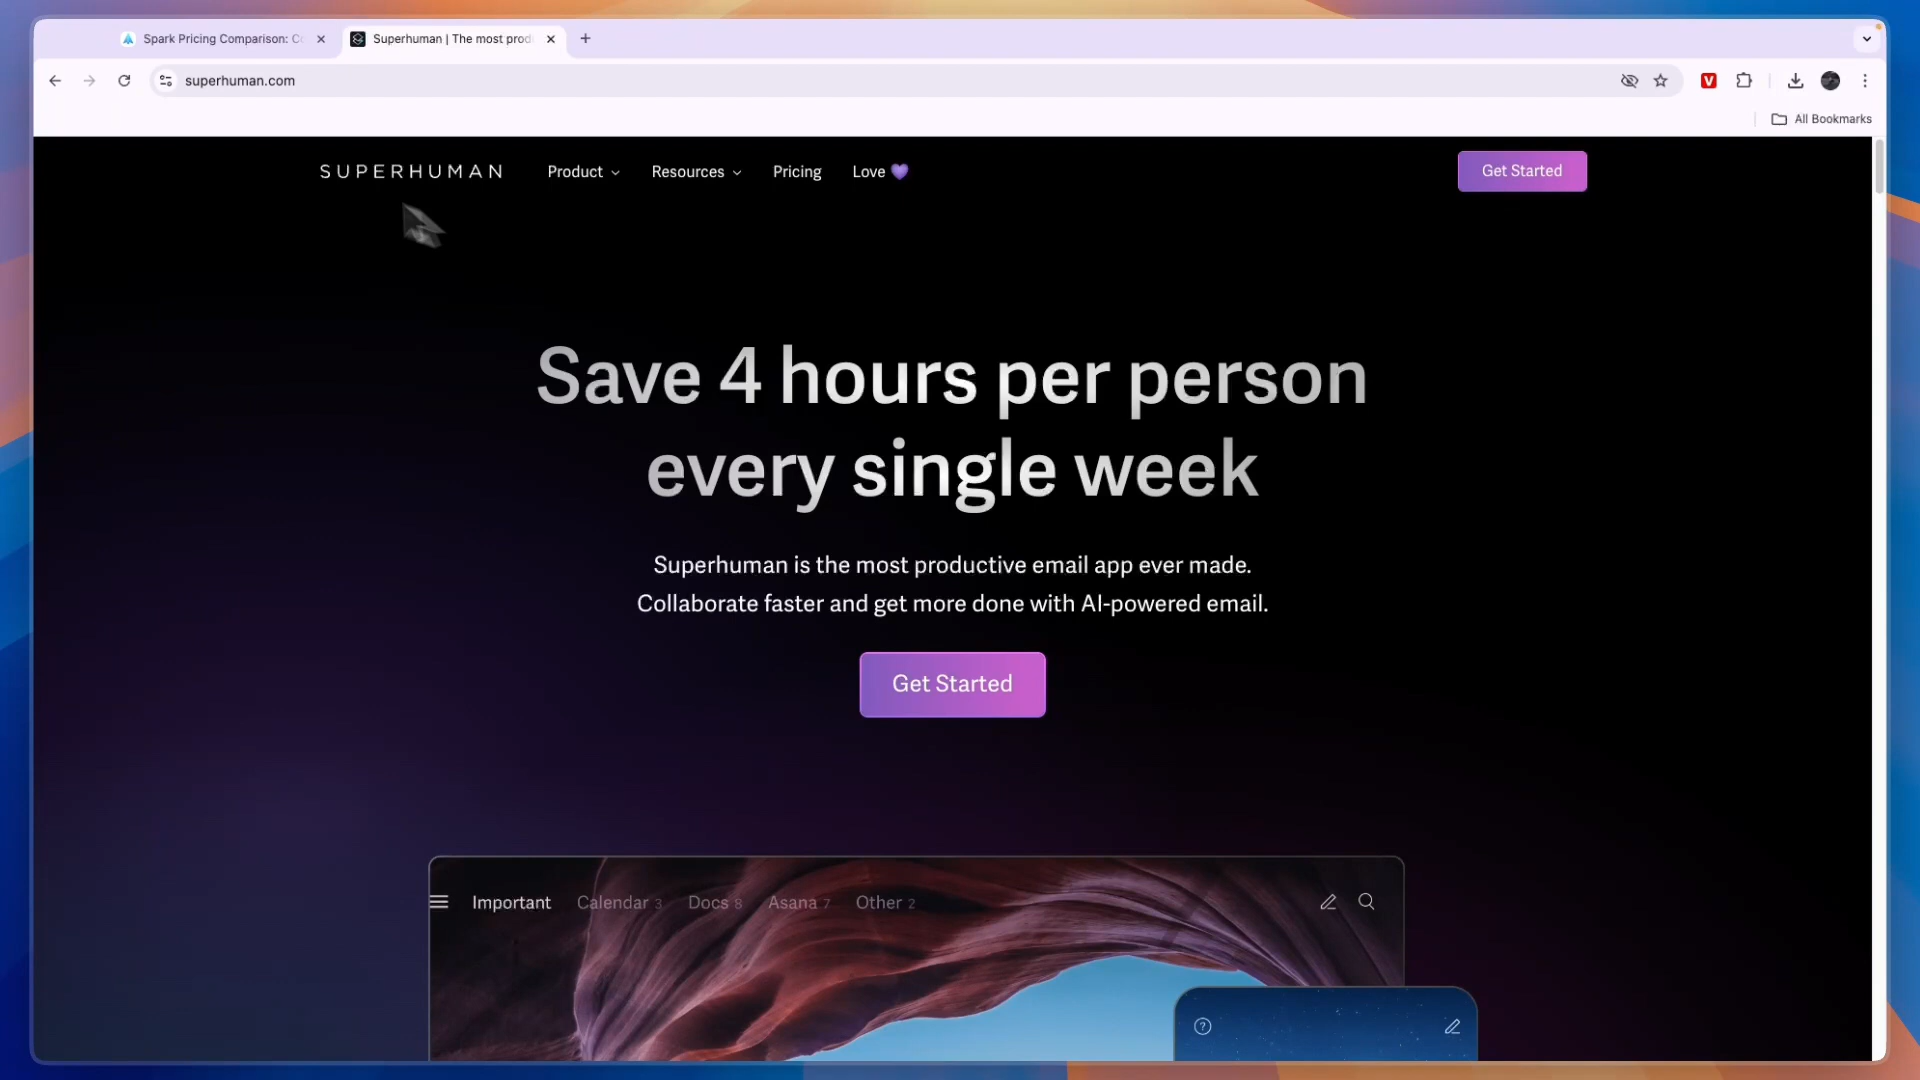 Spark Pricing Comparison: Co
Superhuman | The most prod
superhuman.com
V
All Bookmarks
SUPERHUMAN
Product
Resources
Pricing
Love 💜
Get Started
Save 4 hours per person
every single week
Superhuman is the most productive email app ever made.
Collaborate faster and get more done with AI-powered email.
Get Started
Important
Calendar 3
Docs 8
Asana 7
Other 2